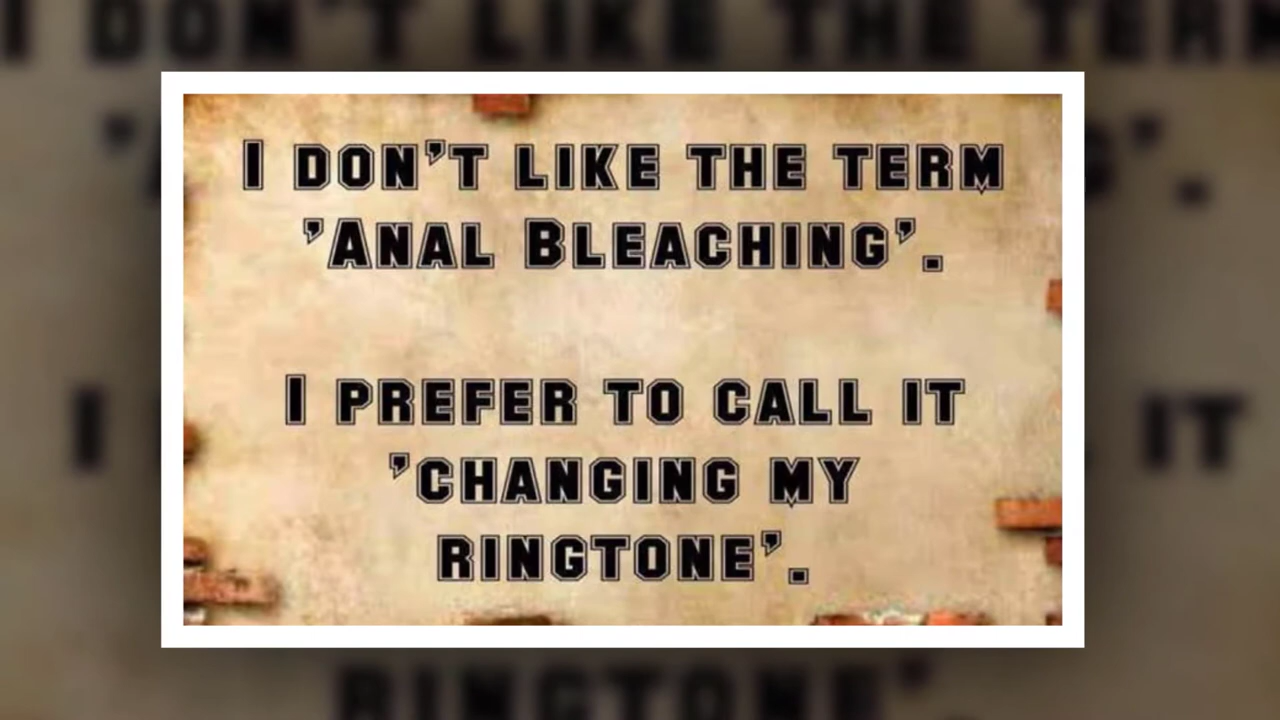 I DON'T LIKE THE TERM
'ANAL BLEACHING'.
I PREFER TO CALL IT
'CHANGING MY
RINGTONE'.